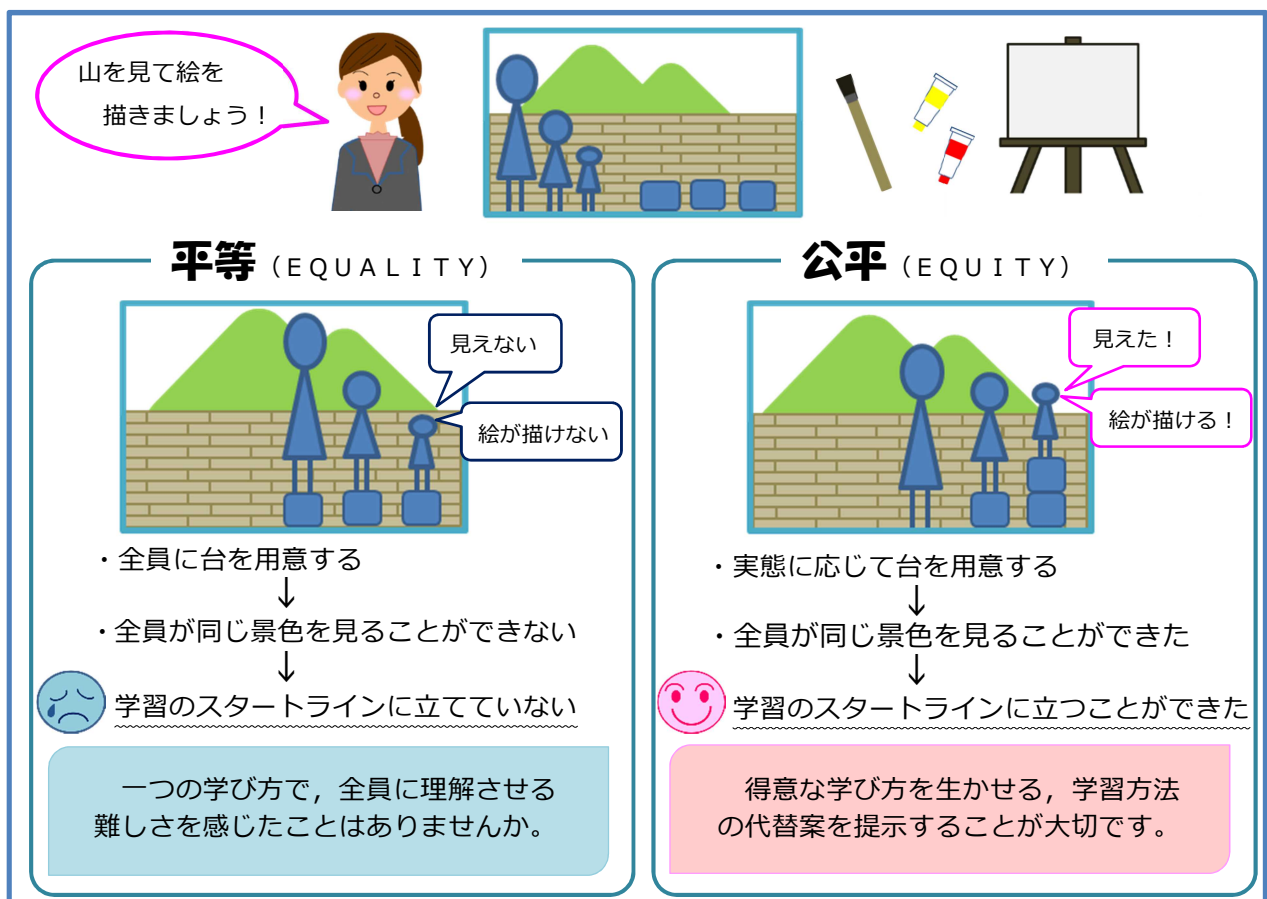 山を見て絵を
描きましょう！
平等（ＥＱＵＡＬＩＴＹ）
見えない
絵が描けない
・全員に台を用意する
↓
・全員が同じ景色を見ることができない
↓
学習のスタートラインに立てていない
一つの学び方で，全員に理解させる
難しさを感じたことはありませんか。
公平（ＥＱＵＩＴＹ）
見えた！
絵が描ける！
・実態に応じて台を用意する
↓
・全員が同じ景色を見ることができた
↓
学習のスタートラインに立つことができた
得意な学び方を生かせる，学習方法
の代替案を提示することが大切です。